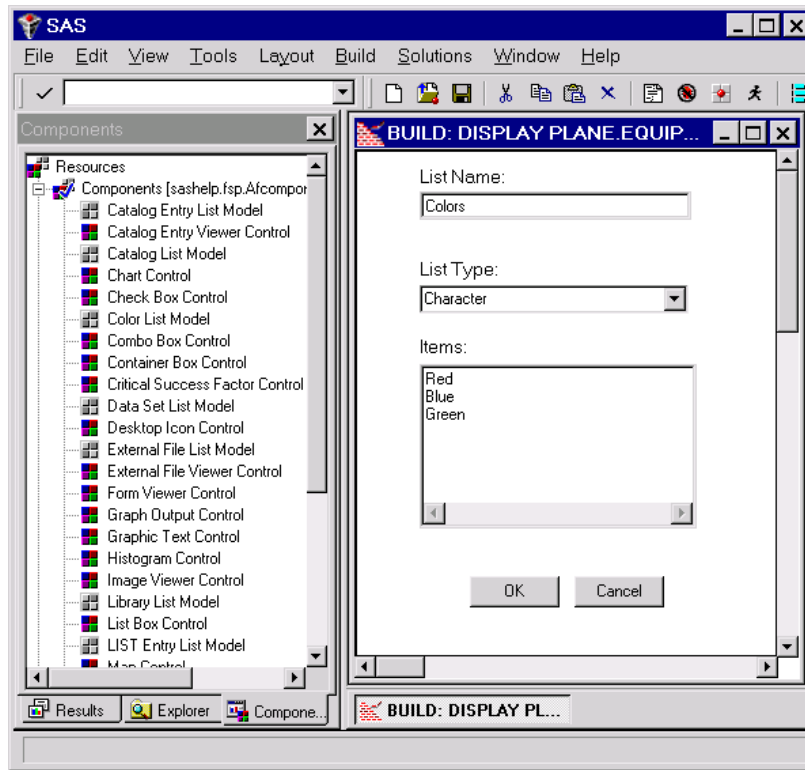 SAS
File Edit View Tools Layout Build Solutions Window Help
Components
Resources
Components [sashelp.fsp.Afcompor
Catalog Entry List Model
Catalog Entry Viewer Control
Catalog List Model
Chart Control
Check Box Control
Color List Model
Combo Box Control
Container Box Control
Critical Success Factor Control
Data Set List Model
Desktop Icon Control
External File List Model
External File Viewer Control
Form Viewer Control
Graph Output Control
Graphic Text Control
Histogram Control
Image Viewer Control
Library List Model
List Box Control
LIST Entry List Model
Map Control
Results Explorer Compone...
BUILD: DISPLAY PLANE.EQUIP...
List Name:
Colors
List Type:
Character
Items:
Red
Blue
Green
OK Cancel
BUILD: DISPLAY PL...